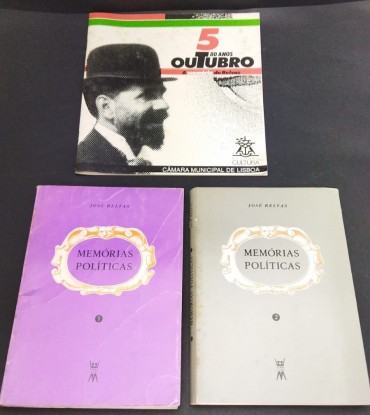 5
80 ANOS
OUTUBRO
de Relvas
CULTURA
CÂMARA MUNICIPAL DE LISBOA
JOSÉ RELVAS
MEMÓRIAS
POLÍTICAS
1
JOSÉ RELVAS
MEMÓRIAS
POLÍTICAS
2